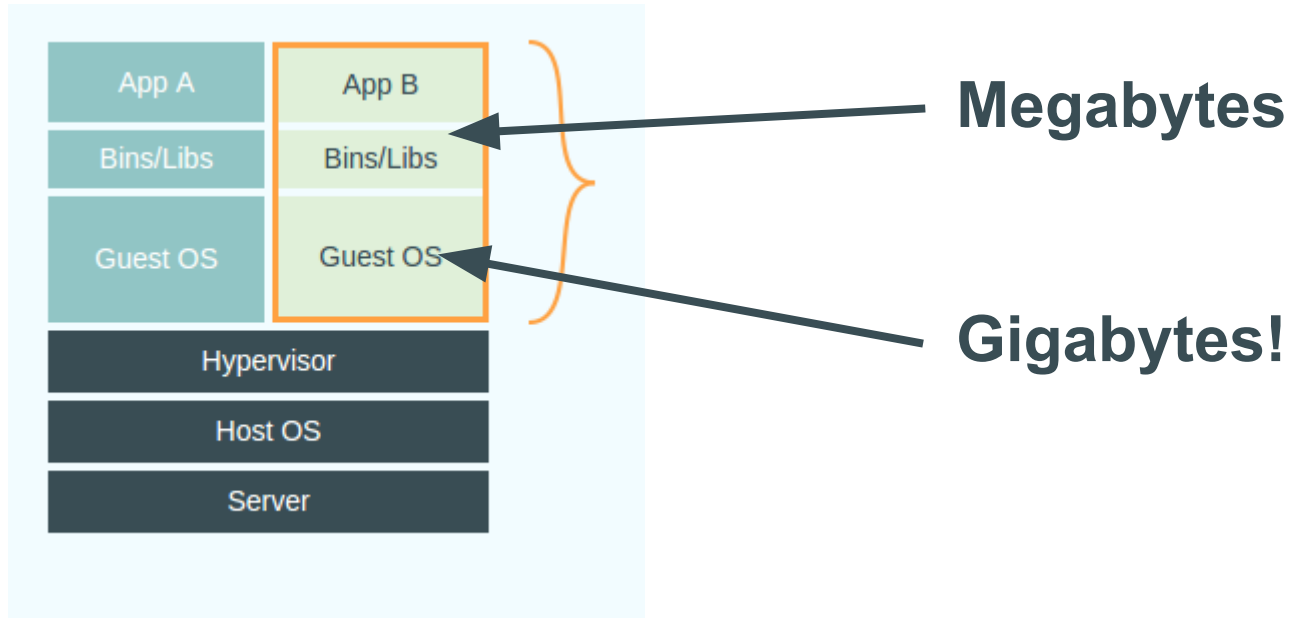 App A
App B
Megabytes
Bins/Libs
Bins/Libs
Guest OS
Guest OS
Gigabytes!
Hypervisor
Host OS
Server